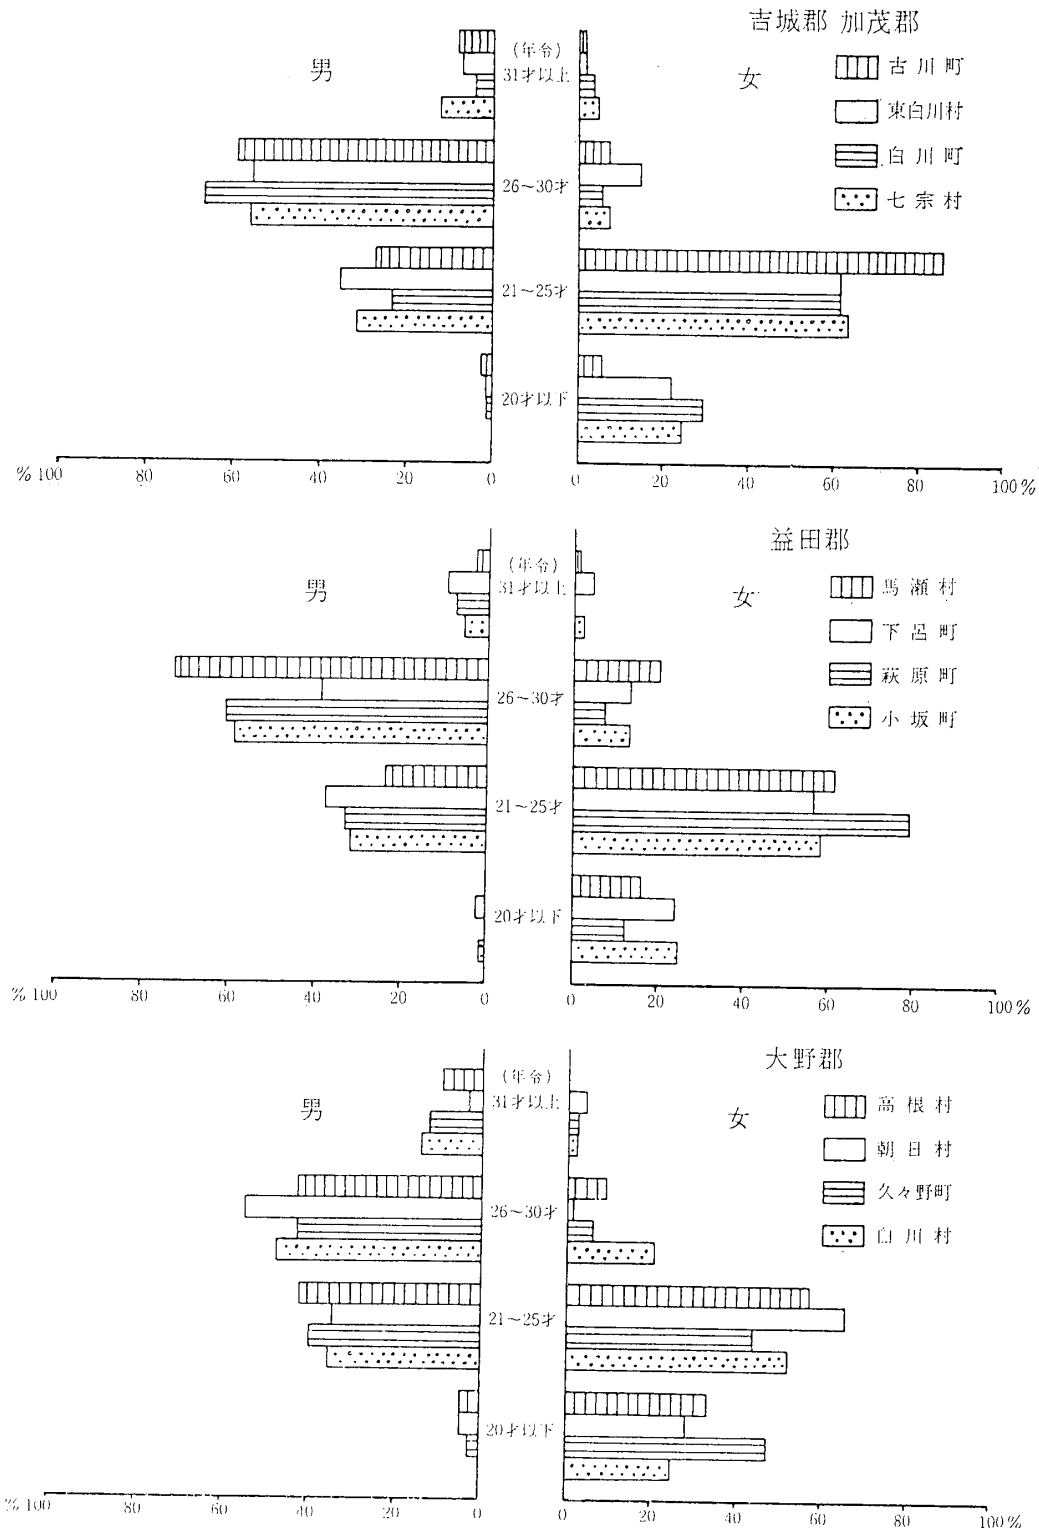 吉城郡 加茂郡
男
女
(年令)
31才以上
26~30才
21~25才
20才以下
古川町
東白川村
白川町
七宗村
% 100 80 60 40 20 0
0 20 40 60 80 100%
益田郡
男
女
(年令)
31才以上
26~30才
21~25才
20才以下
馬瀬村
下呂町
萩原町
小坂町
% 100 80 60 40 20 0
0 20 40 60 80 100%
大野郡
男
女
(年令)
31才以上
26~30才
21~25才
20才以下
高根村
朝日村
久々野町
白川村
% 100 80 60 40 20 0
0 20 40 60 80 100%